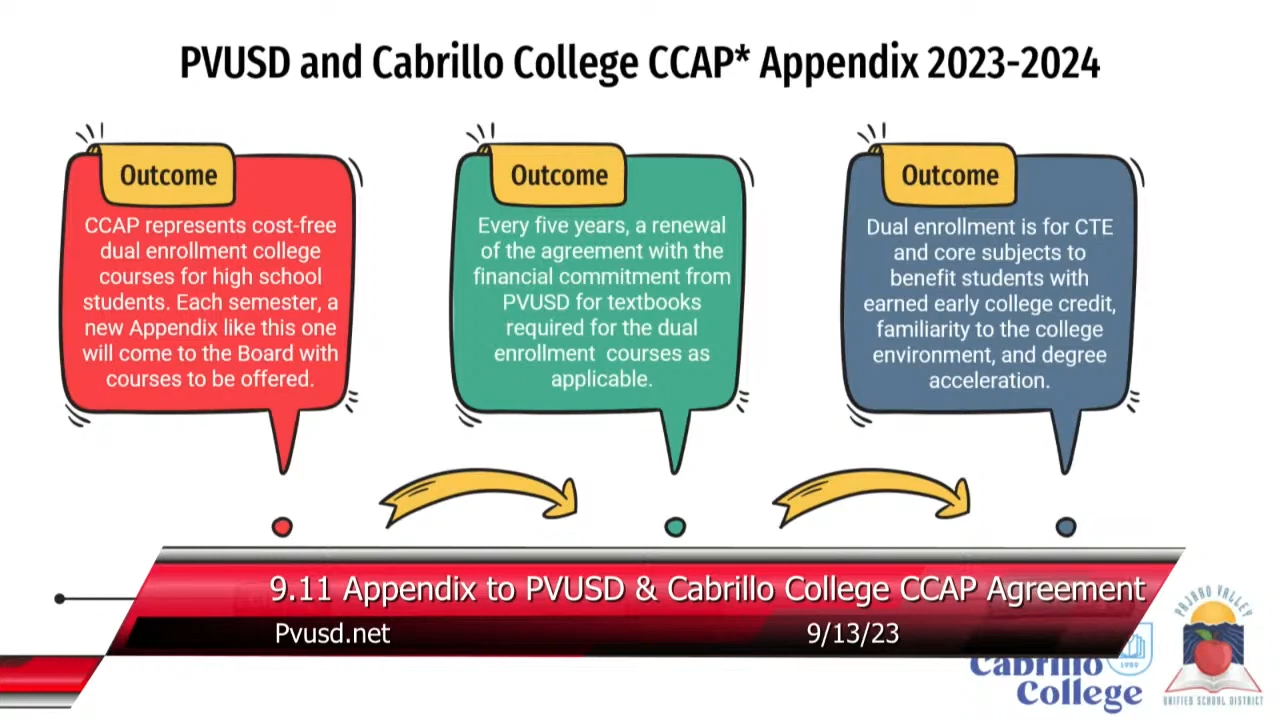 PVUSD and Cabrillo College CCAP* Appendix 2023-2024
Outcome
CCAP represents cost-free
dual enrollment college
courses for high school
students. Each semester, a
new Appendix like this one
will come to the Board with
courses to be offered.
Outcome
Every five years, a renewal
of the agreement with the
financial commitment from
PVUSD for textbooks
required for the dual
enrollment courses as
applicable.
Outcome
Dual enrollment is for CTE
and core subjects to
benefit students with
earned early college credit,
familiarity to the college
environment, and degree
acceleration.
9.11 Appendix to PVUSD & Cabrillo College CCAP Agreement
Pvusd.net
9/13/23
Cabrillo
College
1959
PAJARO VALLEY
UNIFIED SCHOOL DISTRICT